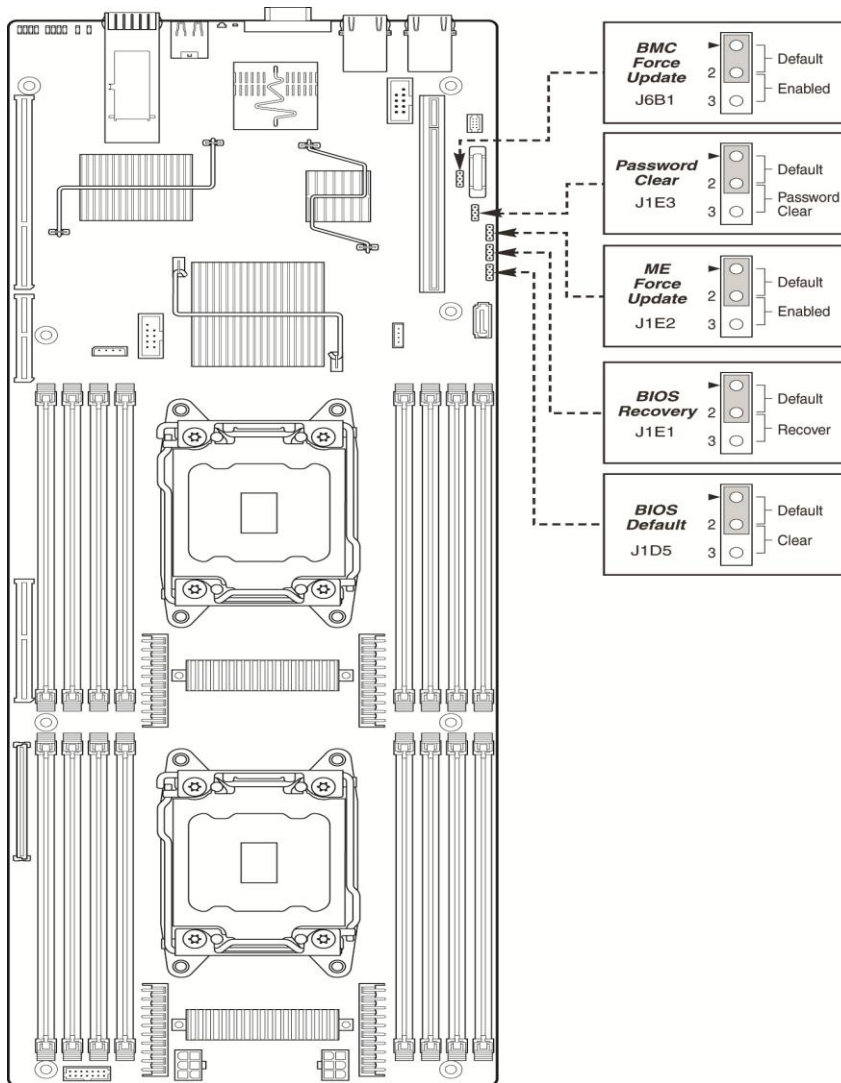 BMC
Force
Update
J6B1
2
3
Default
Enabled
Password
Clear
J1E3
2
3
Default
Password
Clear
ME
Force
Update
J1E2
2
3
Default
Enabled
BIOS
Recovery
J1E1
2
3
Default
Recover
BIOS
Default
J1D5
2
3
Default
Clear